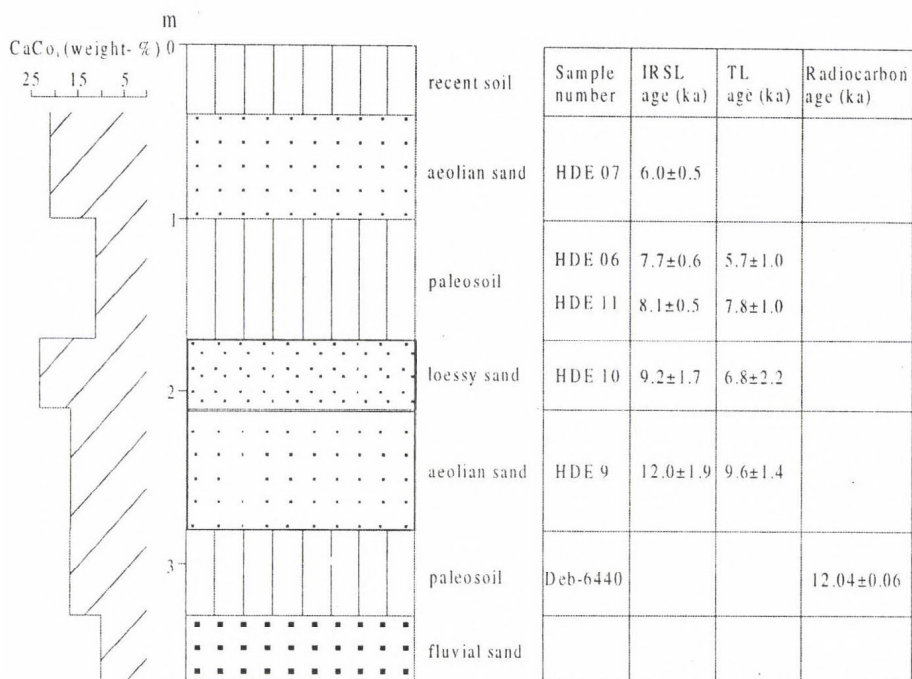 m
CaCo₃ (weight- %) 0
25 15 5
recent soil
aeolian sand
1
paleosoil
loessy sand
2
aeolian sand
3
paleosoil
fluvial sand
Sample number IRSL age (ka) TL age (ka) Radiocarbon age (ka)
HDE 07 6.0±0.5
HDE 06 7.7±0.6 5.7±1.0
HDE 11 8.1±0.5 7.8±1.0
HDE 10 9.2±1.7 6.8±2.2
HDE 9 12.0±1.9 9.6±1.4
Deb-6440 12.04±0.06